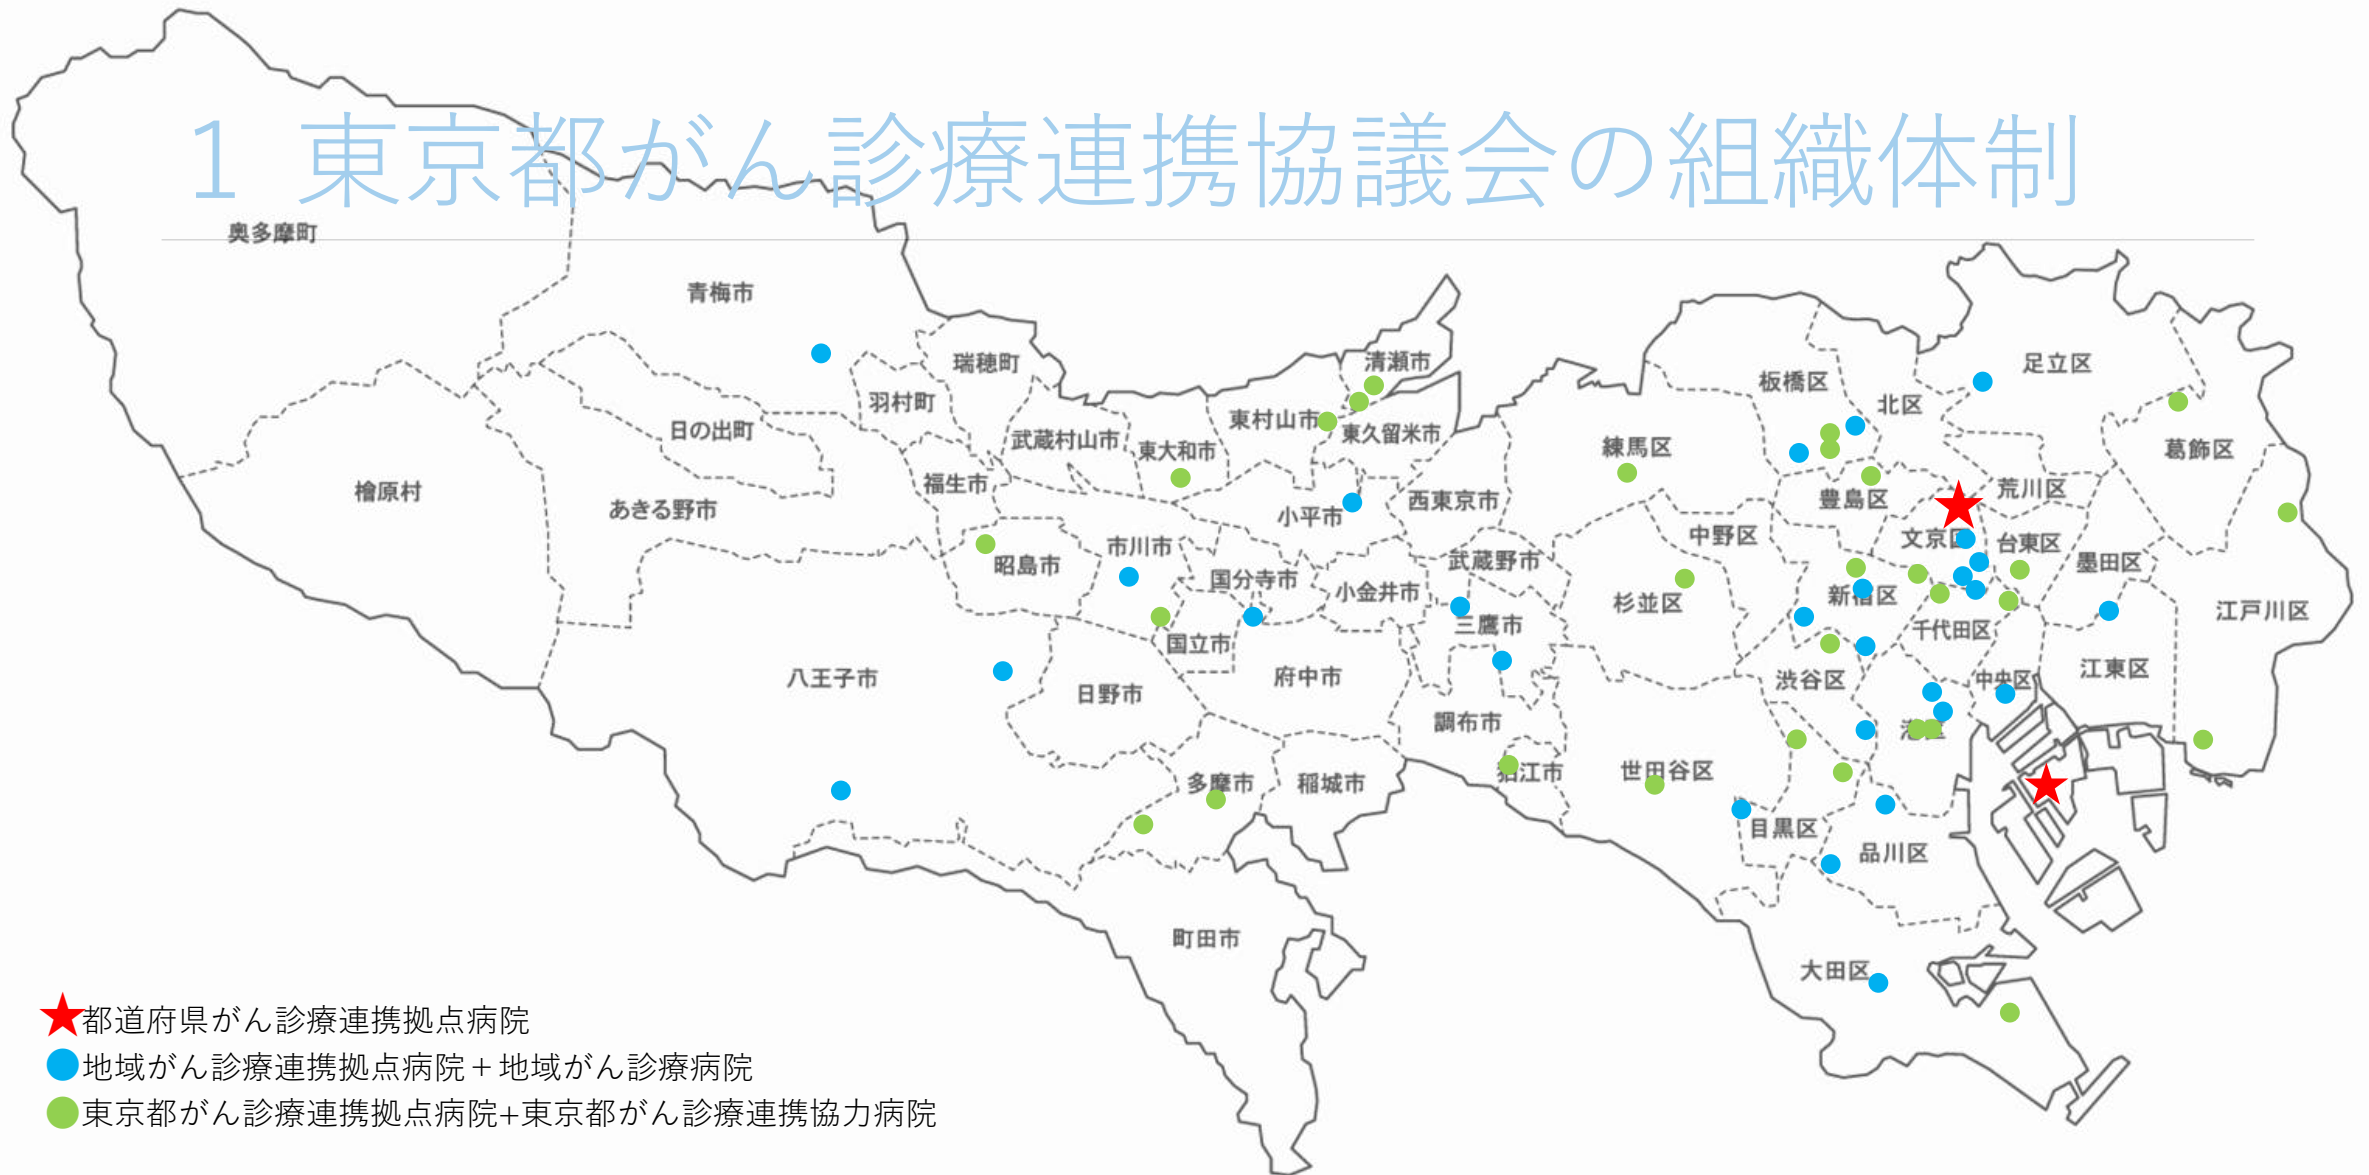 1 東京都がん診療連携協議会の組織体制
奥多摩町
青梅市
瑞穂町
羽村町
日の出町
檜原村
あきる野市
福生市
武蔵村山市
東大和市
東村山市
清瀬市
東久留米市
小平市
西東京市
昭島市
市川市
国分寺市
小金井市
武蔵野市
三鷹市
国立市
府中市
八王子市
日野市
調布市
狛江市
多摩市
稲城市
町田市
板橋区
北区
足立区
葛飾区
練馬区
豊島区
荒川区
中野区
文京区
台東区
墨田区
杉並区
新宿区
千代田区
江戸川区
渋谷区
中央区
江東区
港区
世田谷区
目黒区
品川区
大田区
都道府県がん診療連携拠点病院
地域がん診療連携拠点病院＋地域がん診療病院
東京都がん診療連携拠点病院+東京都がん診療連携協力病院